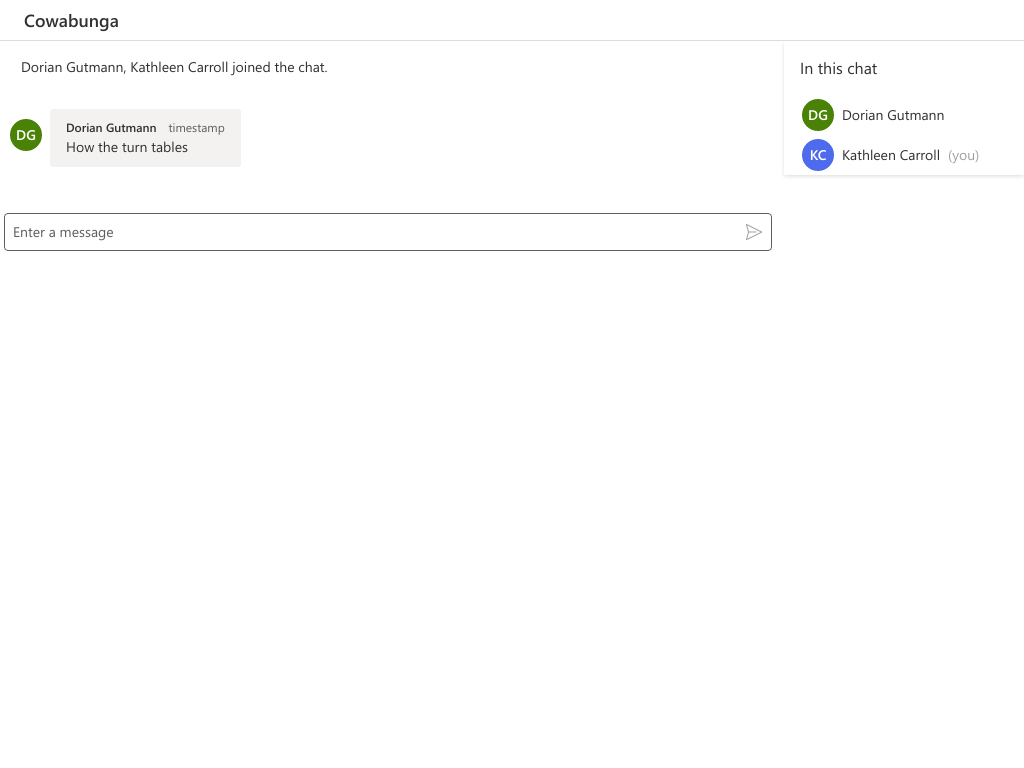 Cowabunga
Dorian Gutmann, Kathleen Carroll joined the chat.
DG
Dorian Gutmann timestamp
How the turn tables
Enter a message
In this chat
DG Dorian Gutmann
KC Kathleen Carroll (you)